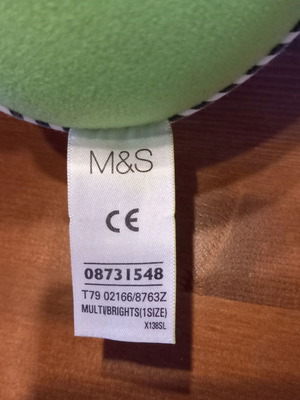 M&S
CE
08731548
T79 02166/8763Z
MULTI/BRIGHTS(1SIZE)
X138SL